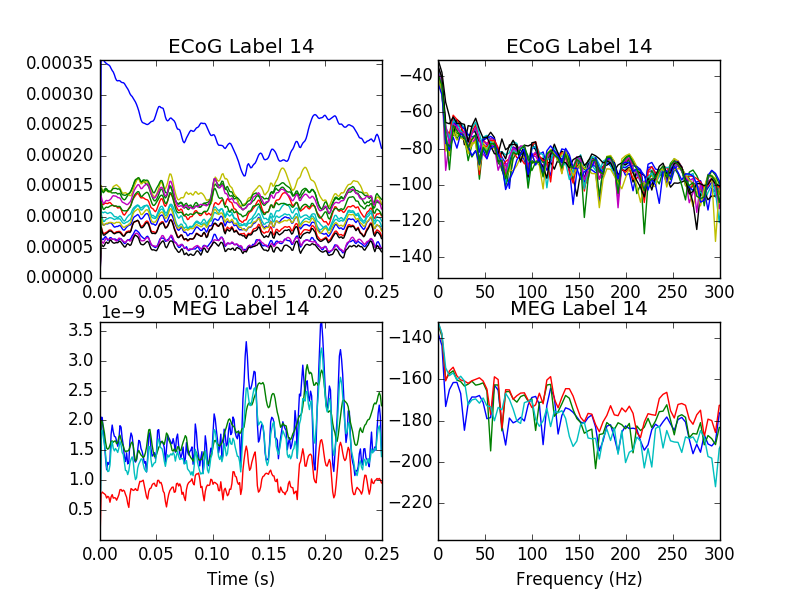 ECoG Label 14
0.00035
0.00030
0.00025
0.00020
0.00015
0.00010
0.00005
0.00000
0.00 0.05 0.10 0.15 0.20 0.25
ECoG Label 14
−40
−60
−80
−100
−120
−140
0 50 100 150 200 250 300
MEG Label 14
1e−9
3.5
3.0
2.5
2.0
1.5
1.0
0.5
0.00 0.05 0.10 0.15 0.20 0.25
Time (s)
MEG Label 14
−140
−160
−180
−200
−220
0 50 100 150 200 250 300
Frequency (Hz)